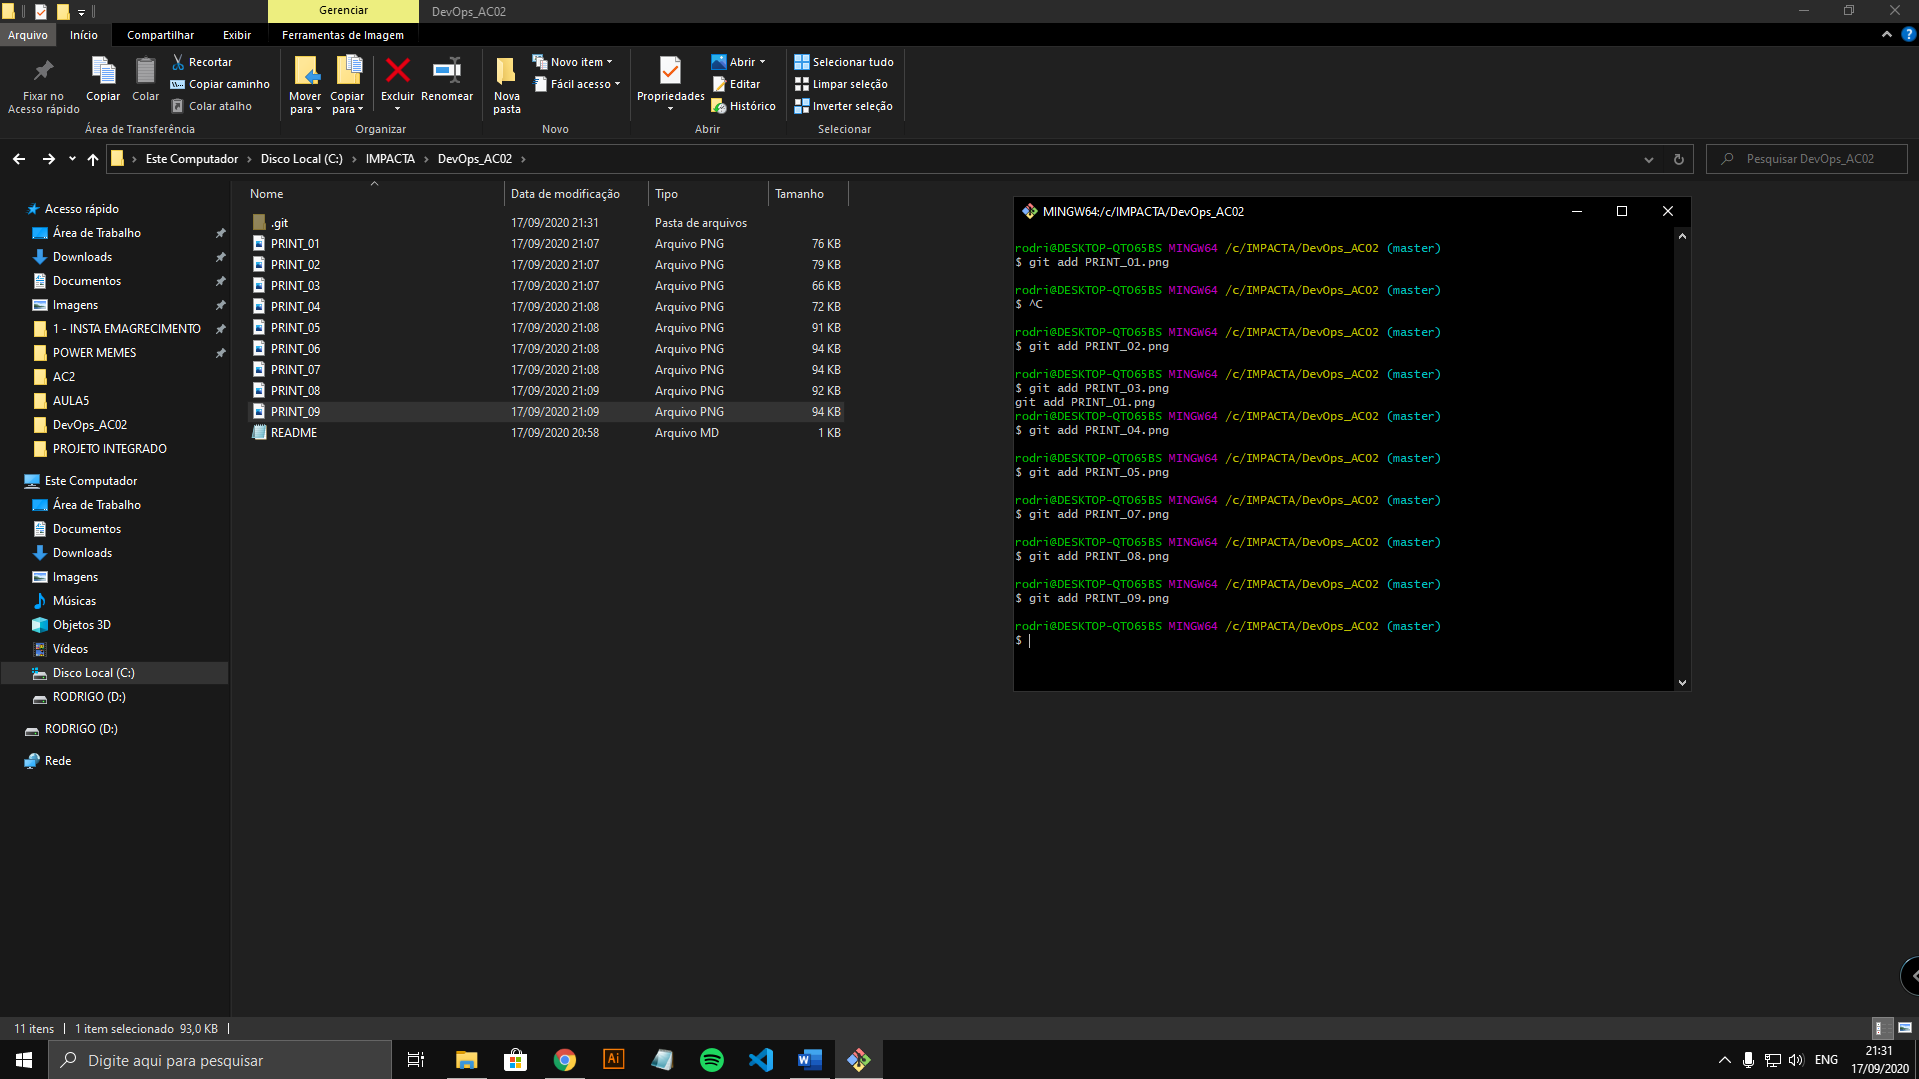 Gerenciar
DevOps_AC02
Arquivo
Início
Compartilhar
Exibir
Ferramentas de Imagem
Fixar no
Acesso rápido
Copiar
Colar
Recortar
Copiar caminho
Colar atalho
Área de Transferência
Mover
para
Copiar
para
Excluir
Renomear
Organizar
Nova
pasta
Novo item
Fácil acesso
Novo
Propriedades
Abrir
Editar
Histórico
Abrir
Selecionar tudo
Limpar seleção
Inverter seleção
Selecionar
Este Computador > Disco Local (C:) > IMPACTA > DevOps_AC02 >
Pesquisar DevOps_AC02
Acesso rápido
Área de Trabalho
Downloads
Documentos
Imagens
1 - INSTA EMAGRECIMENTO
POWER MEMES
AC2
AULA5
DevOps_AC02
PROJETO INTEGRADO
Este Computador
Área de Trabalho
Documentos
Downloads
Imagens
Músicas
Objetos 3D
Vídeos
Disco Local (C:)
RODRIGO (D:)
RODRIGO (D:)
Rede
Nome Data de modificação Tipo Tamanho
.git 17/09/2020 21:31 Pasta de arquivos
PRINT_01 17/09/2020 21:07 Arquivo PNG 76 KB
PRINT_02 17/09/2020 21:07 Arquivo PNG 79 KB
PRINT_03 17/09/2020 21:07 Arquivo PNG 66 KB
PRINT_04 17/09/2020 21:08 Arquivo PNG 72 KB
PRINT_05 17/09/2020 21:08 Arquivo PNG 91 KB
PRINT_06 17/09/2020 21:08 Arquivo PNG 94 KB
PRINT_07 17/09/2020 21:08 Arquivo PNG 94 KB
PRINT_08 17/09/2020 21:09 Arquivo PNG 92 KB
PRINT_09 17/09/2020 21:09 Arquivo PNG 94 KB
README 17/09/2020 20:58 Arquivo MD 1 KB
MINGW64:/c/IMPACTA/DevOps_AC02
rodri@DESKTOP-QTO65BS MINGW64 /c/IMPACTA/DevOps_AC02 (master)
$ git add PRINT_01.png
rodri@DESKTOP-QTO65BS MINGW64 /c/IMPACTA/DevOps_AC02 (master)
$ ^C
rodri@DESKTOP-QTO65BS MINGW64 /c/IMPACTA/DevOps_AC02 (master)
$ git add PRINT_02.png
rodri@DESKTOP-QTO65BS MINGW64 /c/IMPACTA/DevOps_AC02 (master)
$ git add PRINT_03.png
git add PRINT_01.png
rodri@DESKTOP-QTO65BS MINGW64 /c/IMPACTA/DevOps_AC02 (master)
$ git add PRINT_04.png
rodri@DESKTOP-QTO65BS MINGW64 /c/IMPACTA/DevOps_AC02 (master)
$ git add PRINT_05.png
rodri@DESKTOP-QTO65BS MINGW64 /c/IMPACTA/DevOps_AC02 (master)
$ git add PRINT_07.png
rodri@DESKTOP-QTO65BS MINGW64 /c/IMPACTA/DevOps_AC02 (master)
$ git add PRINT_08.png
rodri@DESKTOP-QTO65BS MINGW64 /c/IMPACTA/DevOps_AC02 (master)
$ git add PRINT_09.png
rodri@DESKTOP-QTO65BS MINGW64 /c/IMPACTA/DevOps_AC02 (master)
$
11 itens
1 item selecionado 93,0 KB
Digite aqui para pesquisar
Ai
ENG
21:31
17/09/2020